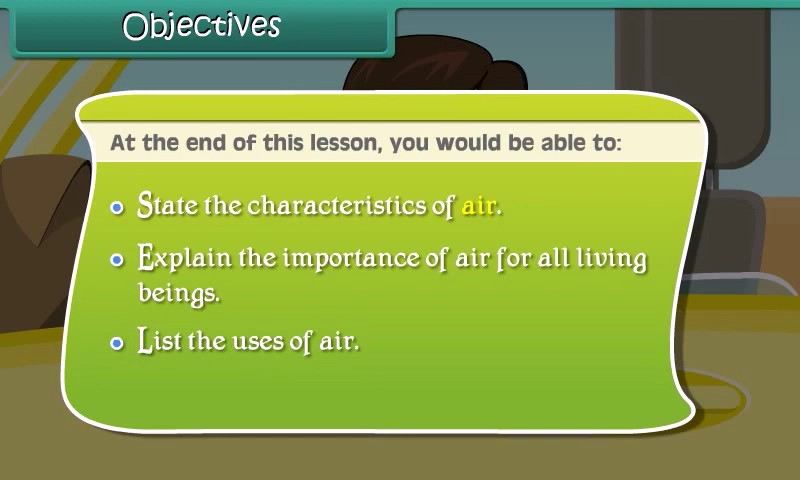 Objectives
At the end of this lesson, you would be able to:
State the characteristics of air.
Explain the importance of air for all living
beings.
List the uses of air.